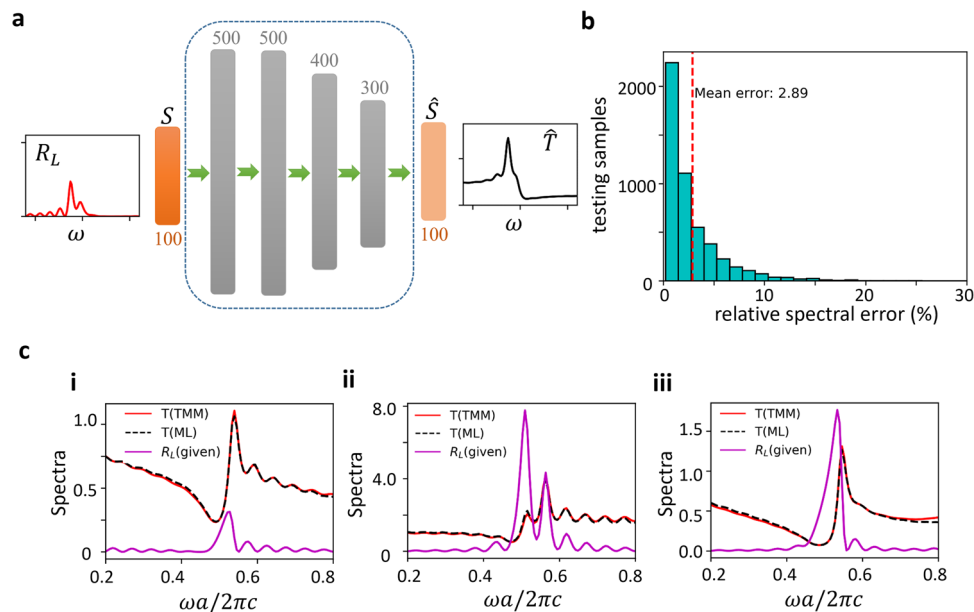 a
500
500
400
300
S
Ŝ
R_L
T̂
ω
ω
100
100
b
2000
1000
0
Mean error: 2.89
testing samples
0
10
20
30
relative spectral error (%)
c
i
1.0
0.5
0
T(TMM)
T(ML)
R_L(given)
Spectra
0.2
0.4
0.6
0.8
ωa/2πc
ii
8.0
4.0
0
T(TMM)
T(ML)
R_L(given)
Spectra
0.2
0.4
0.6
0.8
ωa/2πc
iii
1.5
1.0
0.5
0.0
T(TMM)
T(ML)
R_L(given)
Spectra
0.2
0.4
0.6
0.8
ωa/2πc